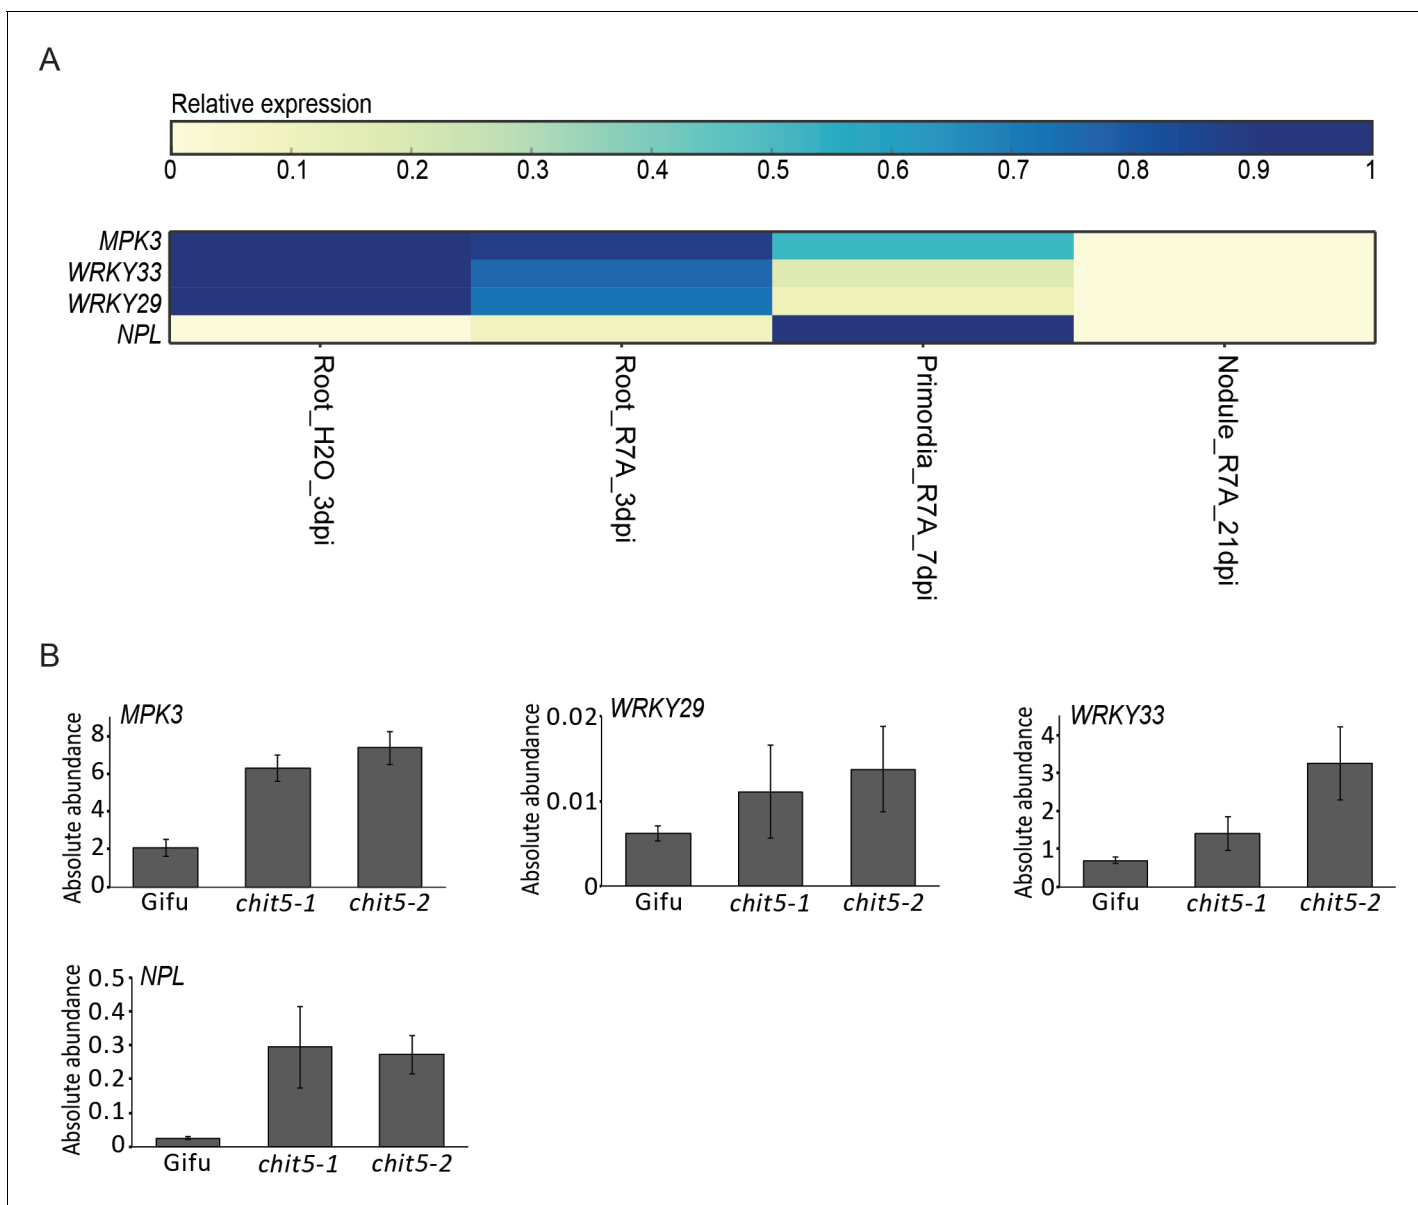 A
Relative expression
0 0.1 0.2 0.3 0.4 0.5 0.6 0.7 0.8 0.9 1
MPK3
WRKY33
WRKY29
NPL
Root_H2O_3dpi
Root_R7A_3dpi
Primordia_R7A_7dpi
Nodule_R7A_21dpi
B
MPK3
Absolute abundance
8
6
4
2
0
Gifu chit5-1 chit5-2
WRKY29
Absolute abundance
0.02
0.01
0
Gifu chit5-1 chit5-2
WRKY33
Absolute abundance
4
3
2
1
0
Gifu chit5-1 chit5-2
NPL
Absolute abundance
0.5
0.4
0.3
0.2
0.1
0
Gifu chit5-1 chit5-2